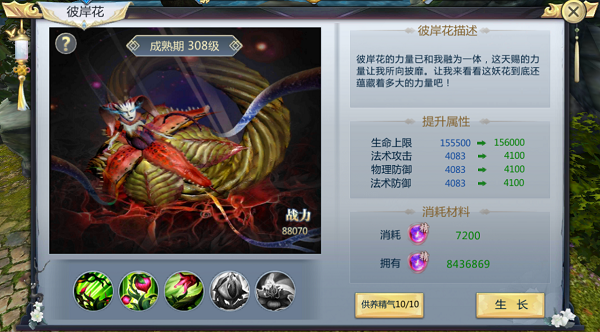 彼岸花
?
成熟期 308级
战力
88070
彼岸花描述
彼岸花的力量已和我融为一体，这天赐的力
量让我所向披靡。让我来看看这妖花到底还
蕴藏着多大的力量吧！
提升属性
生命上限 155500 156000
法术攻击 4083 4100
物理防御 4083 4100
法术防御 4083 4100
消耗材料
消耗 精 7200
拥有 精 8436869
供养精气10/10
生 长